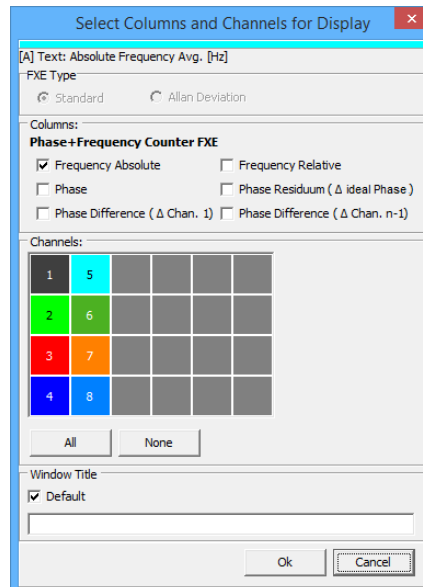 Select Columns and Channels for Display
[A] Text: Absolute Frequency Avg. [Hz]
FXE Type
Standard Allan Deviation
Columns:
Phase+Frequency Counter FXE
Frequency Absolute Frequency Relative
Phase Phase Residuum ( Δ ideal Phase )
Phase Difference ( Δ Chan. 1) Phase Difference ( Δ Chan. n-1)
Channels:
1 5
2 6
3 7
4 8
All None
Window Title
Default
Ok Cancel